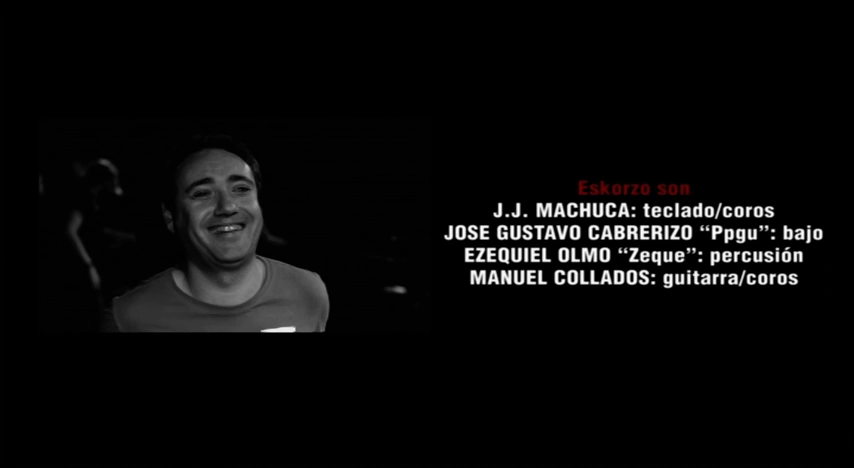 Eskorzo son
J.J. MACHUCA: teclado/coros
JOSE GUSTAVO CABRERIZO “Ppgu”: bajo
EZEQUIEL OLMO “Zeque”: percusión
MANUEL COLLADOS: guitarra/coros